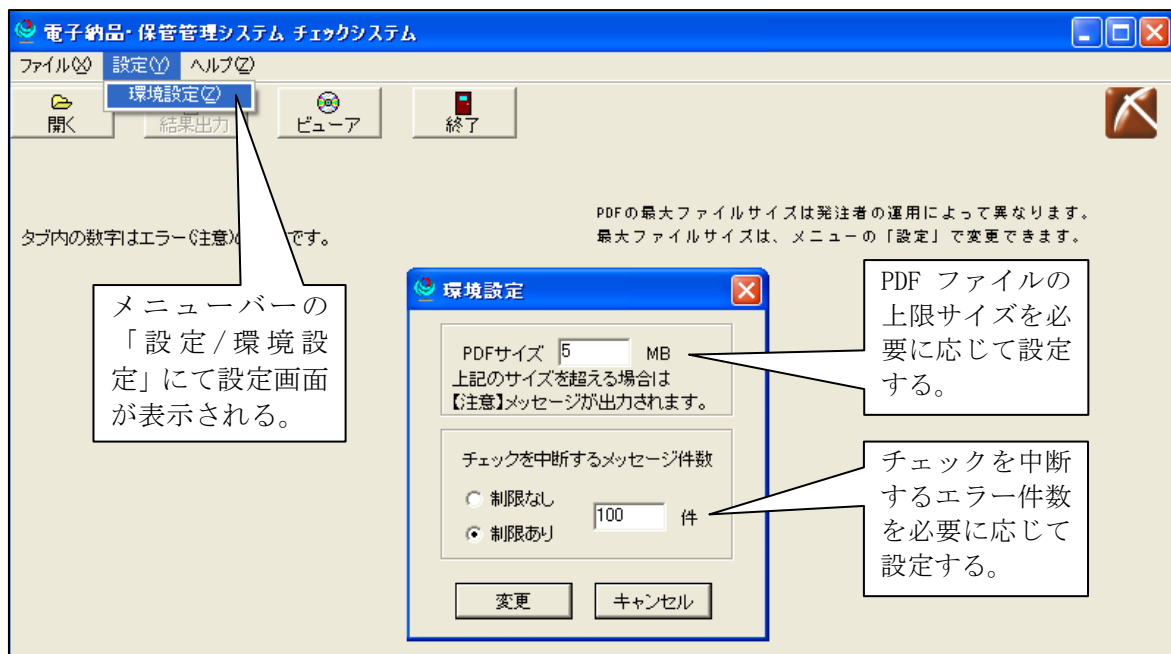 電子納品・保管管理システム チェックシステム
ファイル(X) 設定(Y) ヘルプ(Z)
環境設定(Z)
開く 結果出力 ビューア 終了
PDFの最大ファイルサイズは発注者の運用によって異なります。
最大ファイルサイズは、メニューの「設定」で変更できます。
タブ内の数字はエラー(注意)の です。
メニューバーの
「設定/環境設
定」にて設定画面
が表示される。
環境設定
PDFサイズ 5 MB
上記のサイズを超える場合は
【注意】メッセージが出力されます。
PDF ファイルの
上限サイズを必
要に応じて設定
する。
チェックを中断するメッセージ件数
制限なし
制限あり
100 件
チェックを中断
するエラー件数
を必要に応じて
設定する。
変更 キャンセル